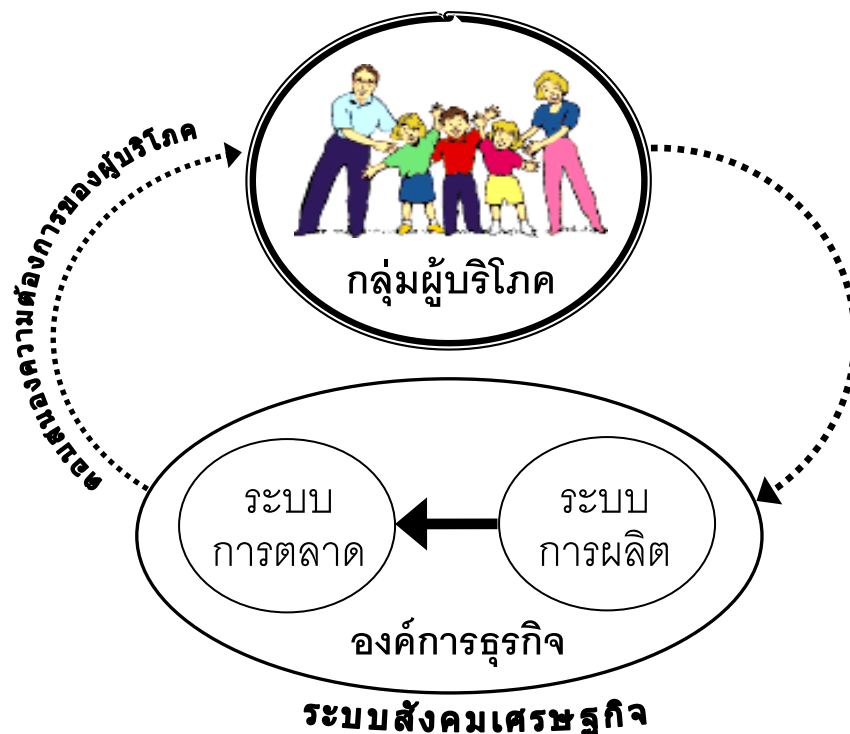 ตอบสนองความต้องการของผู้บริโภค
กลุ่มผู้บริโภค
ระบบ
การตลาด
ระบบ
การผลิต
องค์การธุรกิจ
ระบบสังคมเศรษฐกิจ